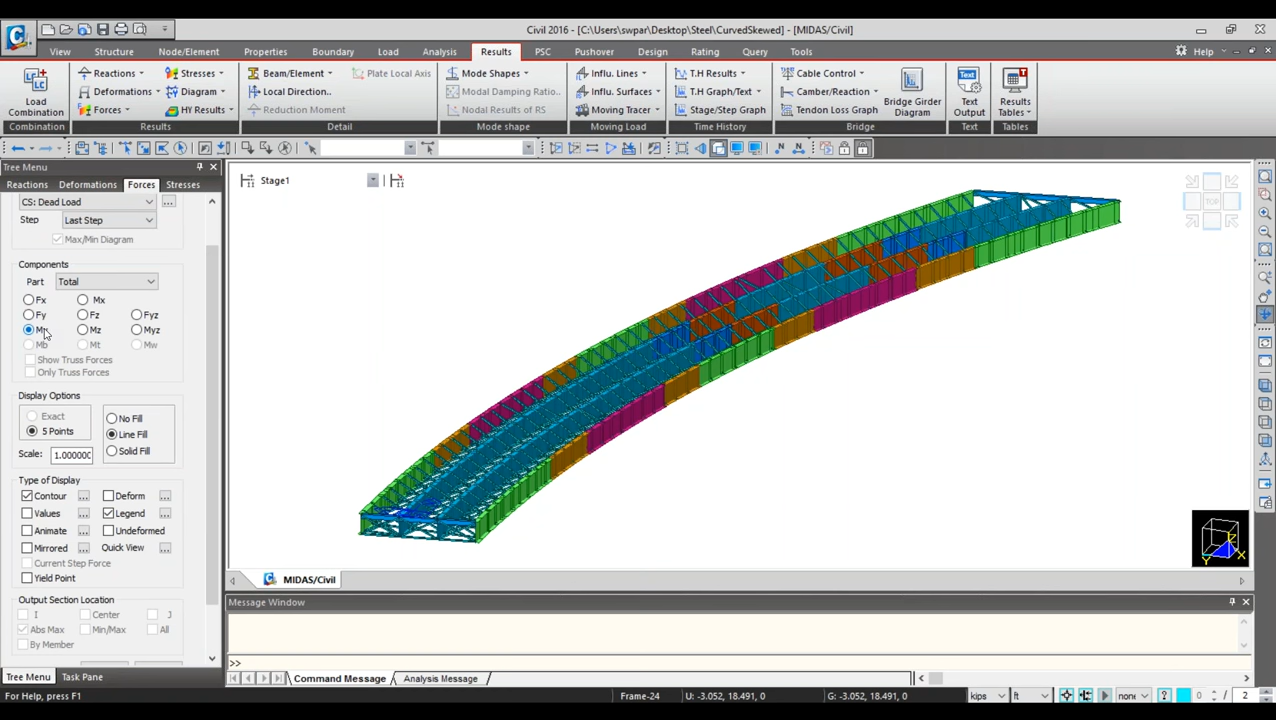 Civil 2016 - [C:\Users\swpar\Desktop\Steel\CurvedSkewed] - [MIDAS/Civil]
View Structure Node/Element Properties Boundary Load Analysis Results PSC Pushover Design Rating Query Tools Help
Load Combination
Reactions
Deformations
Forces
Stresses
Diagram
HY Results
Beam/Element
Local Direction..
Reduction Moment
Plate Local Axis
Mode Shapes
Modal Damping Ratio..
Nodal Results of RS
Influ. Lines
Influ. Surfaces
Moving Tracer
T.H Results
T.H Graph/Text
Stage/Step Graph
Cable Control
Camber/Reaction
Tendon Loss Graph
Bridge Girder Diagram
Text Output
Results Tables
Combination Results Detail Mode shape Moving Load Time History Bridge Text Tables
Tree Menu
Reactions Deformations Forces Stresses
CS: Dead Load ...
Step Last Step
Max/Min Diagram
Components
Part Total
Fx Mx
Fy Fz Fyz
My Mz Myz
Mb Mt Mw
Show Truss Forces
Only Truss Forces
Display Options
Exact
5 Points
No Fill
Line Fill
Solid Fill
Scale: 1.00000C
Type of Display
Contour ... Deform ...
Values ... Legend ...
Animate ... Undeformed
Mirrored ... Quick View ...
Current Step Force
Yield Point
Output Section Location
I Center J
Abs Max Min/Max All
By Member
Tree Menu Task Pane
Stage1
TOP
Z
X
Y
MIDAS/Civil
Message Window
>>
Command Message Analysis Message
For Help, press F1 Frame-24 U: -3.052, 18.491, 0 G: -3.052, 18.491, 0 kips ft none ? 0 / 2